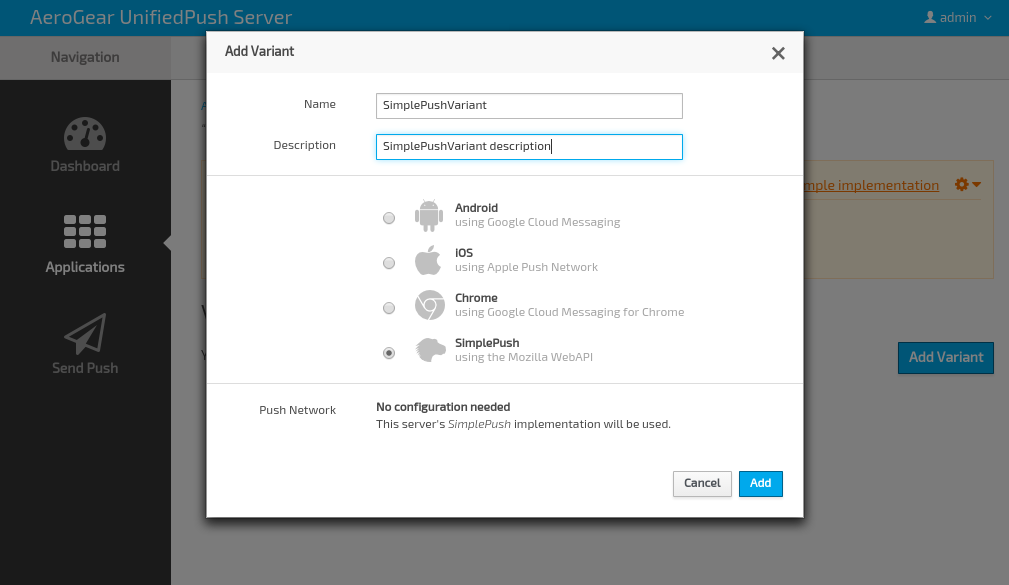 AeroGear UnifiedPush Server
admin
Navigation
Add Variant
Name
SimplePushVariant
Description
SimplePushVariant description
Dashboard
Applications
Send Push
Android
using Google Cloud Messaging
iOS
using Apple Push Network
Chrome
using Google Cloud Messaging for Chrome
SimplePush
using the Mozilla WebAPI
implementation
Add Variant
Push Network
No configuration needed
This server's SimplePush implementation will be used.
Cancel
Add